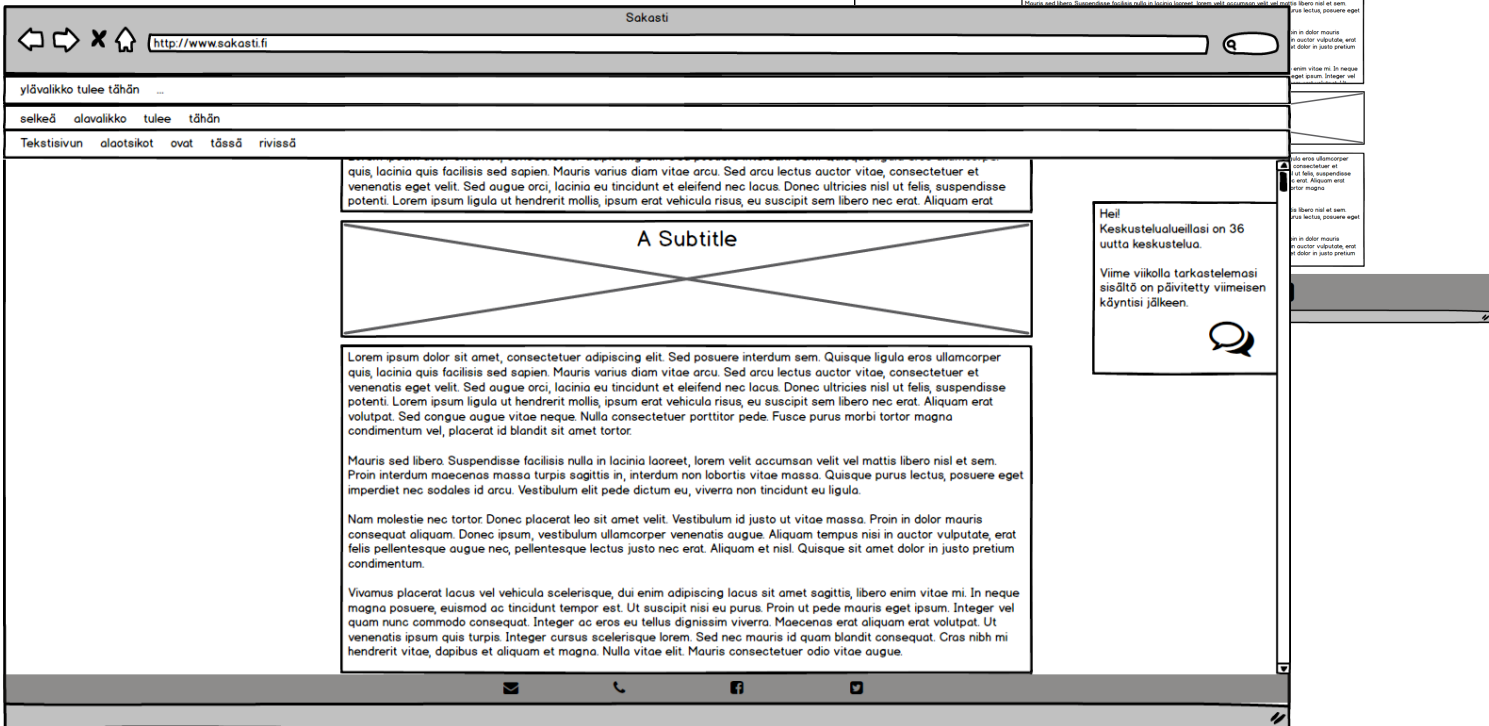 Sakasti
http://www.sakasti.fi
ylävalikko tulee tähän ...
selkeä alavalikko tulee tähän
Tekstisivun alaotsikot ovat tässä rivissä
quis, lacinia quis facilisis sed sapien. Mauris varius diam vitae arcu. Sed arcu lectus auctor vitae, consectetuer et
venenatis eget velit. Sed augue orci, lacinia eu tincidunt et eleifend nec lacus. Donec ultricies nisl ut felis, suspendisse
potenti. Lorem ipsum ligula ut hendrerit mollis, ipsum erat vehicula risus, eu suscipit sem libero nec erat. Aliquam erat
A Subtitle
Lorem ipsum dolor sit amet, consectetuer adipiscing elit. Sed posuere interdum sem. Quisque ligula eros ullamcorper
quis, lacinia quis facilisis sed sapien. Mauris varius diam vitae arcu. Sed arcu lectus auctor vitae, consectetuer et
venenatis eget velit. Sed augue orci, lacinia eu tincidunt et eleifend nec lacus. Donec ultricies nisl ut felis, suspendisse
potenti. Lorem ipsum ligula ut hendrerit mollis, ipsum erat vehicula risus, eu suscipit sem libero nec erat. Aliquam erat
volutpat. Sed congue augue vitae neque. Nulla consectetuer porttitor pede. Fusce purus morbi tortor magna
condimentum vel, placerat id blandit sit amet tortor.
Mauris sed libero. Suspendisse facilisis nulla in lacinia laoreet, lorem velit accumsan velit vel mattis libero nisl et sem.
Proin interdum maecenas massa turpis sagittis in, interdum non lobortis vitae massa. Quisque purus lectus, posuere eget
imperdiet nec sodales id arcu. Vestibulum elit pede dictum eu, viverra non tincidunt eu ligula.
Nam molestie nec tortor. Donec placerat leo sit amet velit. Vestibulum id justo ut vitae massa. Proin in dolor mauris
consequat aliquam. Donec ipsum, vestibulum ullamcorper venenatis augue. Aliquam tempus nisi in auctor vulputate, erat
felis pellentesque augue nec, pellentesque lectus justo nec erat. Aliquam et nisl. Quisque sit amet dolor in justo pretium
condimentum.
Vivamus placerat lacus vel vehicula scelerisque, dui enim adipiscing lacus sit amet sagittis, libero enim vitae mi. In neque
magna posuere, euismod ac tincidunt tempor est. Ut suscipit nisi eu purus. Proin ut pede mauris eget ipsum. Integer vel
quam nunc commodo consequat. Integer ac eros eu tellus dignissim viverra. Maecenas erat aliquam erat volutpat. Ut
venenatis ipsum quis turpis. Integer cursus scelerisque lorem. Sed nec mauris id quam blandit consequat. Cras nibh mi
hendrerit vitae, dapibus et aliquam et magna. Nulla vitae elit. Mauris consectetuer odio vitae augue.
Hei!
Keskustelualueillasi on 36
uutta keskustelua.
Viime viikolla tarkastelemasi
sisältö on päivitetty viimeisen
käyntisi jälkeen.